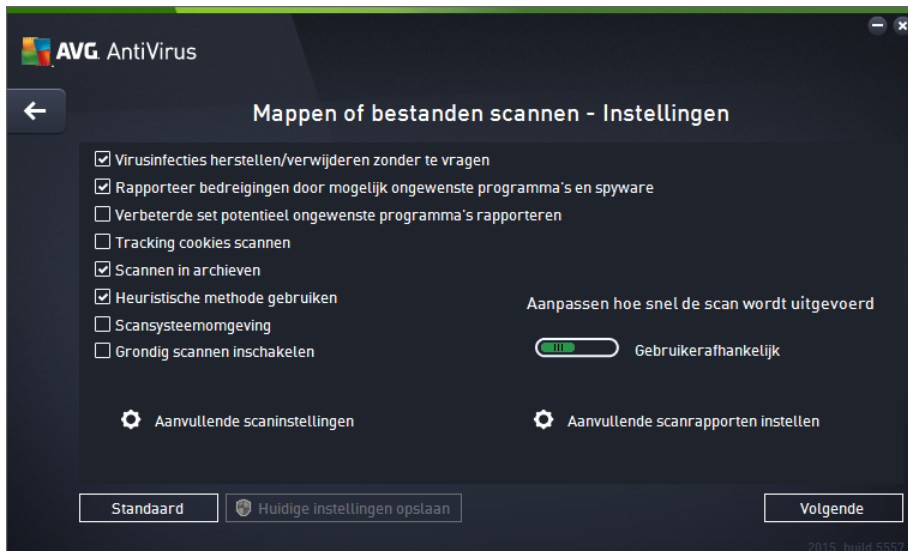 AVG. AntiVirus
Mappen of bestanden scannen - Instellingen
Virusinfecties herstellen/verwijderen zonder te vragen
Rapporteer bedreigingen door mogelijk ongewenste programma's en spyware
Verbeterde set potentieel ongewenste programma's rapporteren
Tracking cookies scannen
Scannen in archieven
Heuristische methode gebruiken
Scansysteemomgeving
Grondig scannen inschakelen
Aanpassen hoe snel de scan wordt uitgevoerd
Gebruikerafhankelijk
Aanvullende scaninstellingen
Aanvullende scanrapporten instellen
Standaard
Huidige instellingen opslaan
Volgende
2015. build 5557